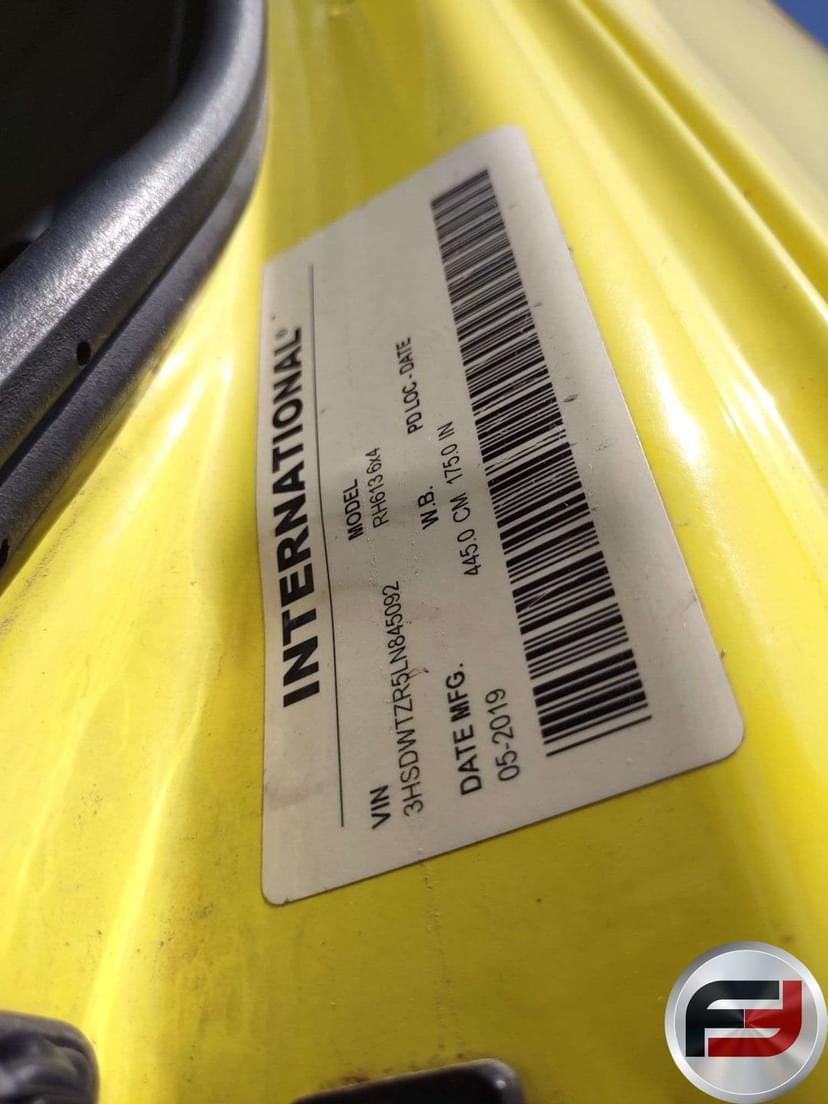 INTERNATIONAL®
VIN MODEL
3HSDWTZR5LN845092 RH613 6x4
DATE MFG. W.B. PD LOC - DATE
05-2019 445.0 CM 175.0 IN